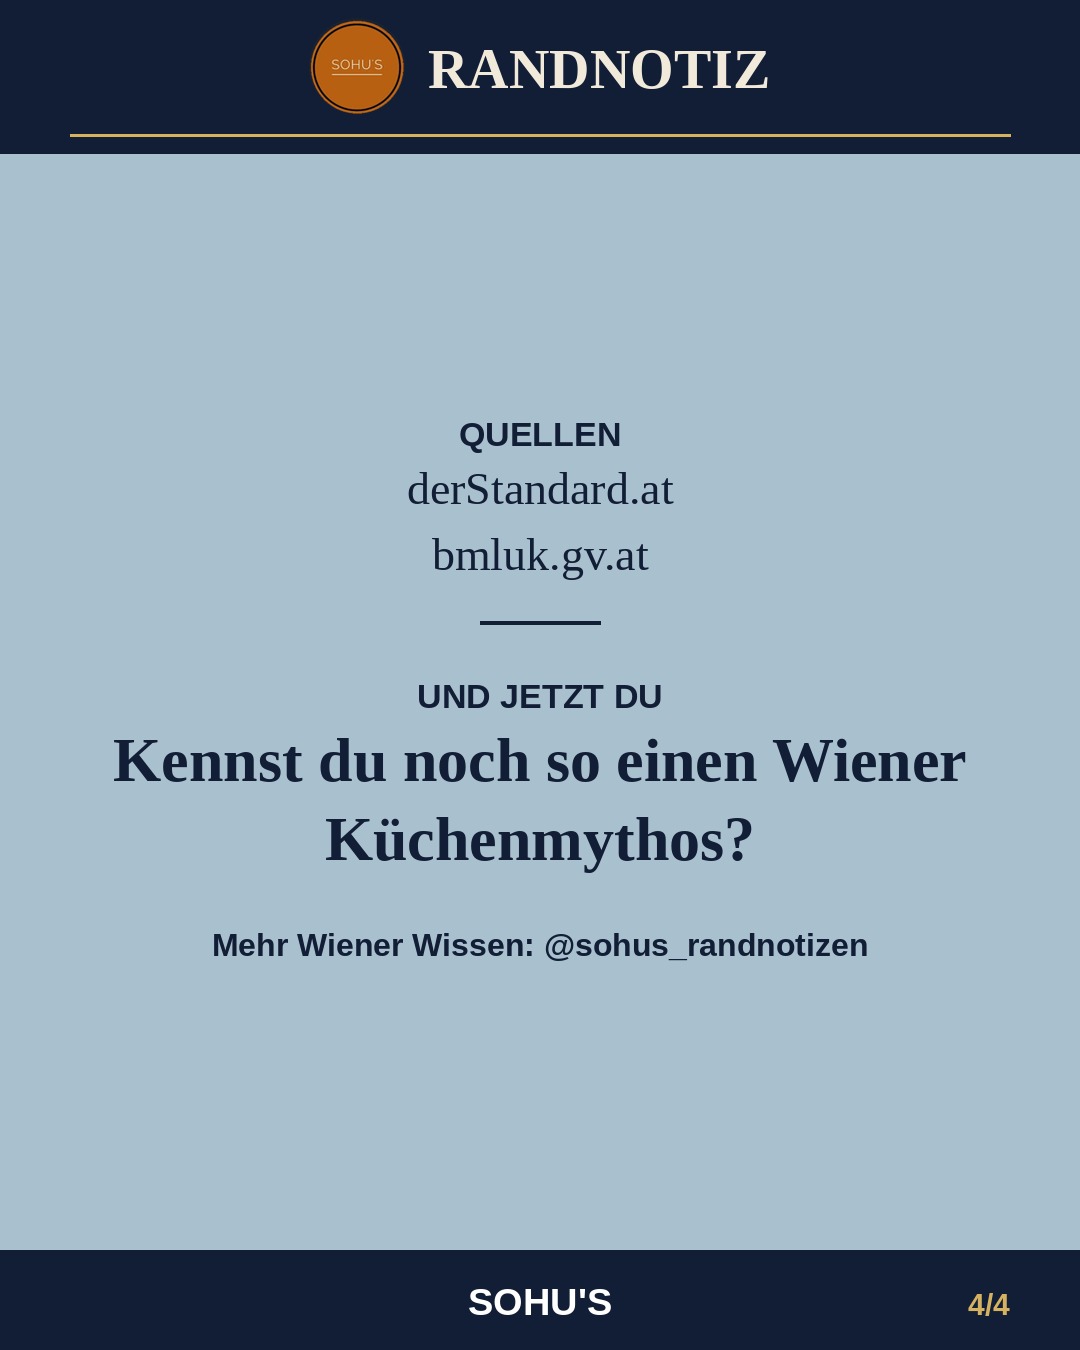 SOHU'S
RANDNOTIZ
QUELLEN
derStandard.at
bmluk.gv.at
UND JETZT DU
Kennst du noch so einen Wiener
Küchenmythos?
Mehr Wiener Wissen: @sohus_randnotizen
SOHU'S
4/4